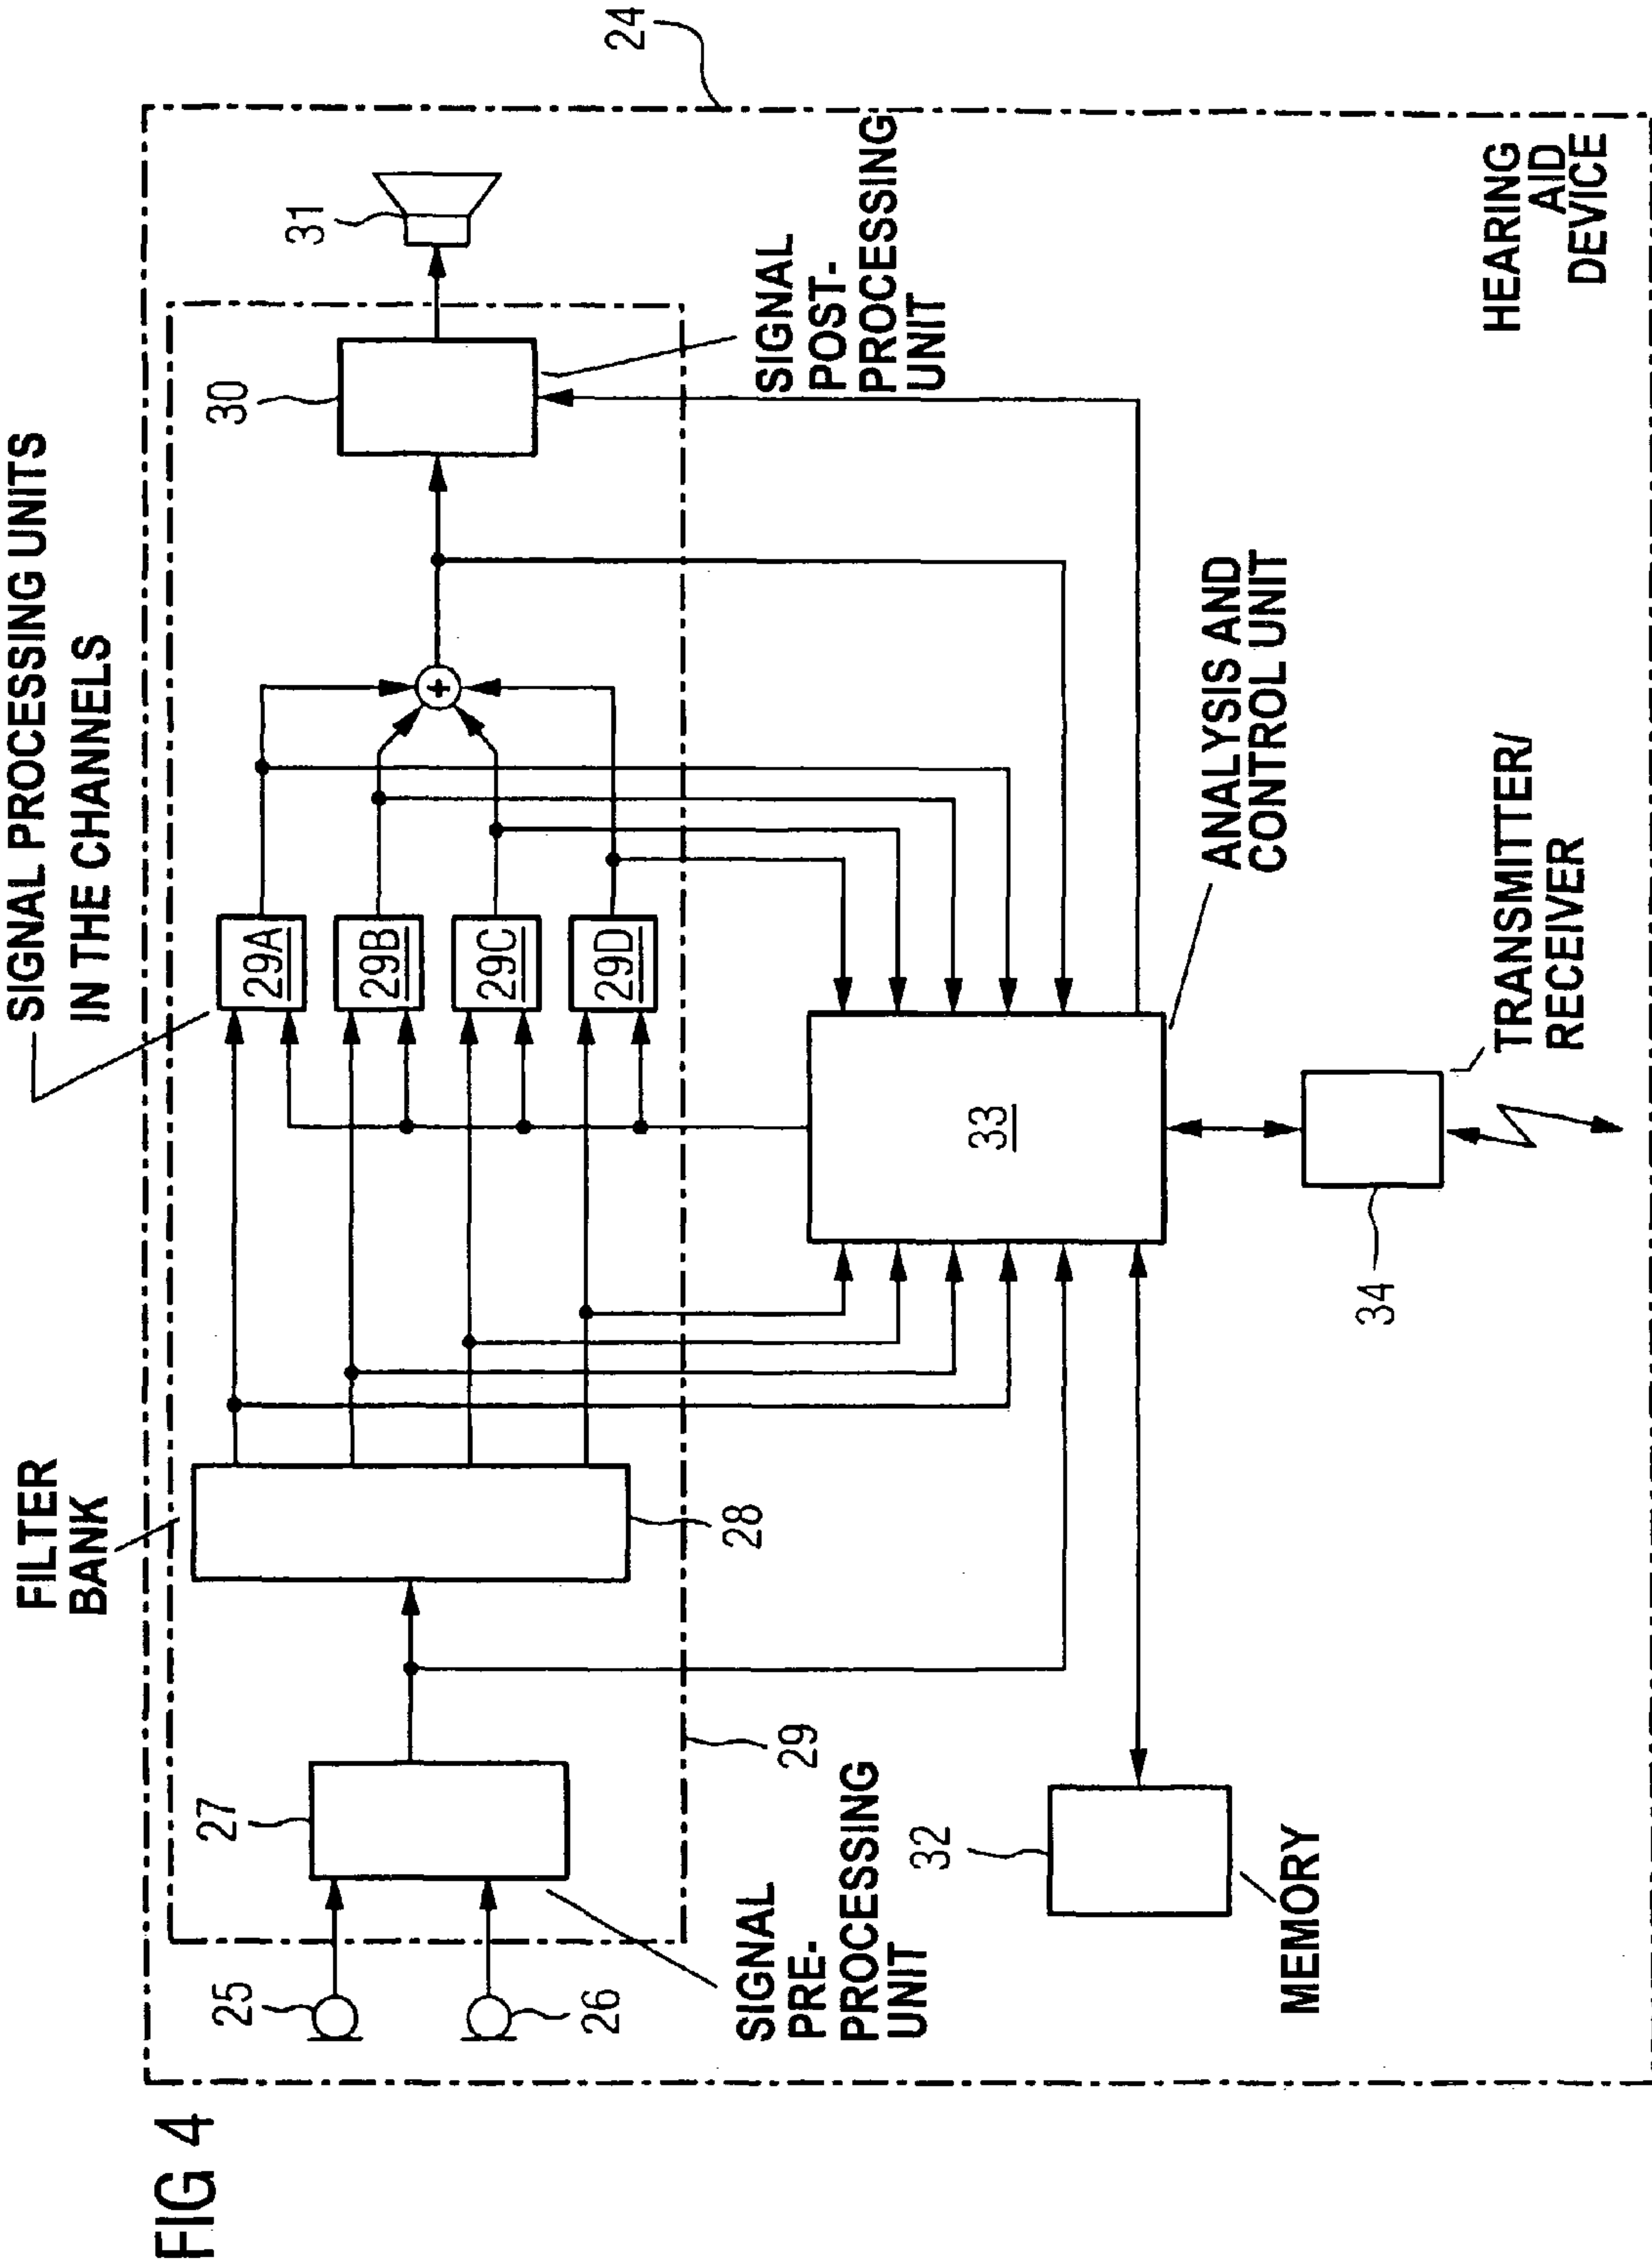 FIG 4
SIGNAL PROCESSING UNITS
IN THE CHANNELS
FILTER
BANK
24
25
26
27
28
29A
29B
29C
29D
30
31
SIGNAL
PRE-
PROCESSING
UNIT
29
SIGNAL
POST-
PROCESSING
UNIT
+
32
MEMORY
33
ANALYSIS AND
CONTROL UNIT
34
TRANSMITTER/
RECEIVER
HEARING
AID
DEVICE